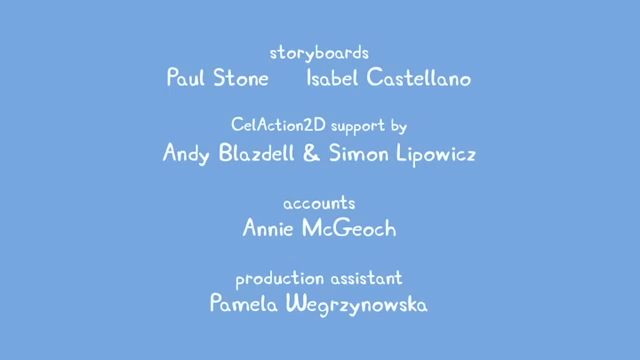 storyboards
Paul Stone Isabel Castellano
CelAction2D support by
Andy Blazdell & Simon Lipowicz
accounts
Annie McGeoch
production assistant
Pamela Wegrzynowska